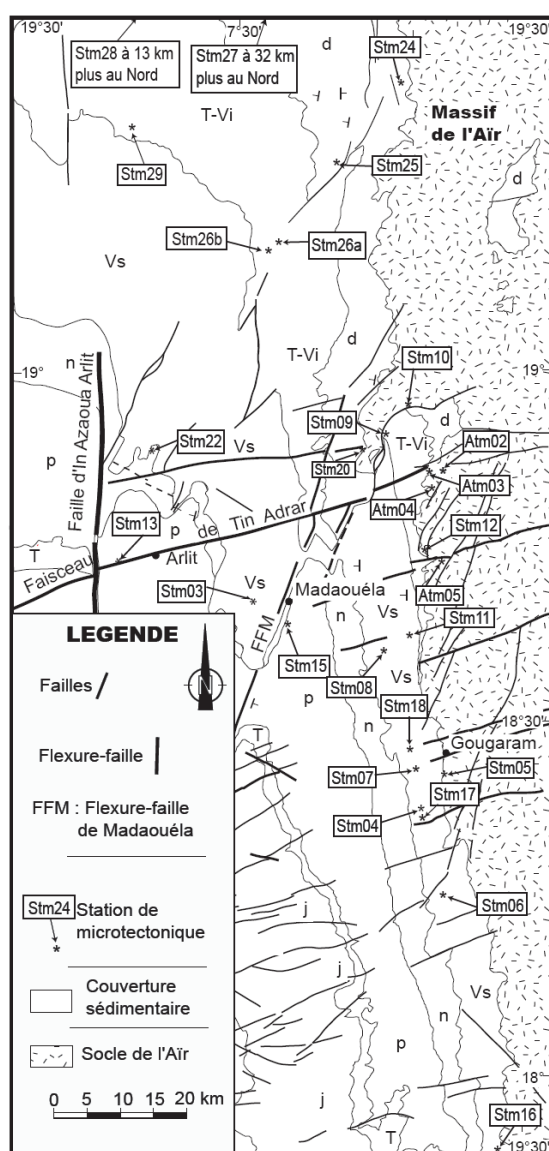 19°30'
7°30'
19°30'
Stm28 à 13 km
plus au Nord
Stm27 à 32 km
plus au Nord
d
Stm24
T-Vi
Massif
de l'Aïr
Stm29
Stm25
d
Stm26b
Stm26a
Vs
T-Vi
d
n
19°
Stm10
19°
Faille d'In Azaoua Arlit
Stm09
d
T-Vi
Atm02
Stm22
Vs
Stm20
p
Atm03
Atm04
Stm13
p
Faisceau de Tin Adrar
Stm12
T
Arlit
Stm03
Vs
Madaouéla
Atm05
n
Vs
Stm11
FFM
Stm15
Stm08
Vs
p
n
Stm18
18°30'
T
Gougaram
Stm07
Stm05
Stm17
Stm04
Stm06
j
j
Vs
n
p
j
18°
Stm16
T
19°30'
LEGENDE
N
Failles
Flexure-faille
FFM : Flexure-faille
de Madaouéla
Stm24
Station de
microtectonique
Couverture
sédimentaire
Socle de l'Aïr
0 5 10 15 20 km